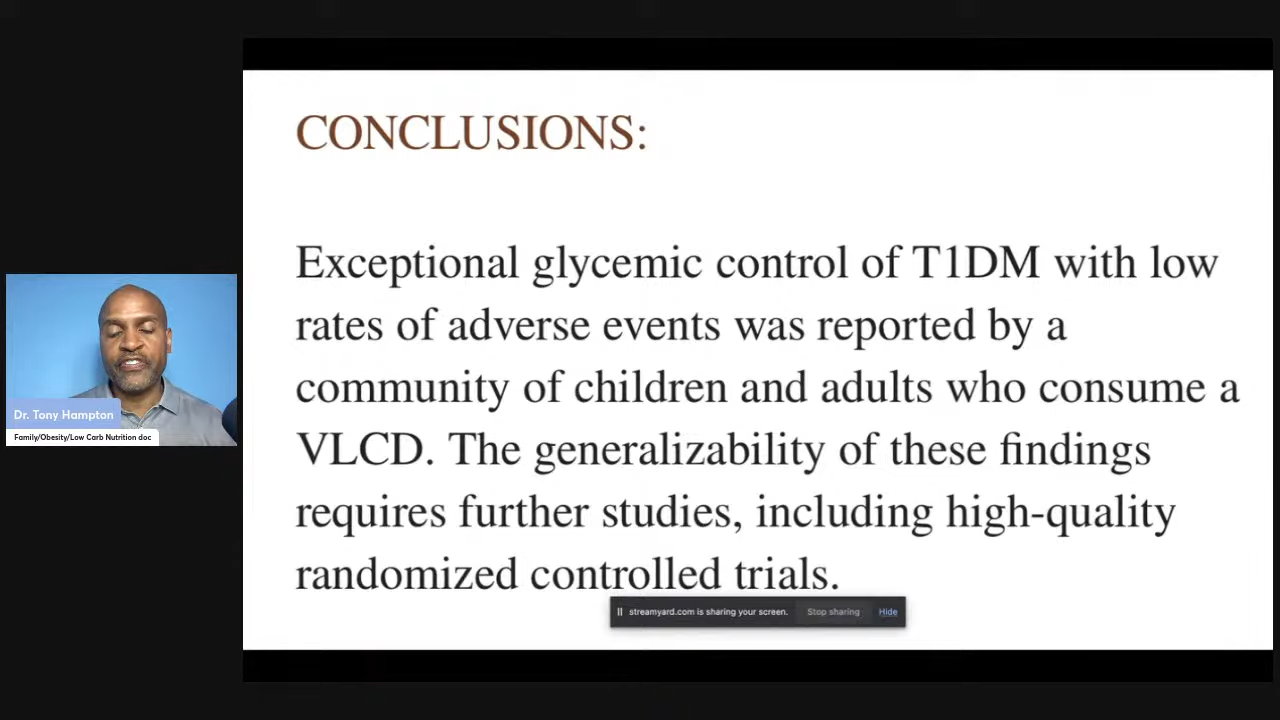 CONCLUSIONS:
Exceptional glycemic control of T1DM with low
rates of adverse events was reported by a
community of children and adults who consume a
VLCD. The generalizability of these findings
requires further studies, including high-quality
randomized controlled trials.
streamyard.com is sharing your screen. Stop sharing Hide
Dr. Tony Hampton
Family/Obesity/Low Carb Nutrition doc